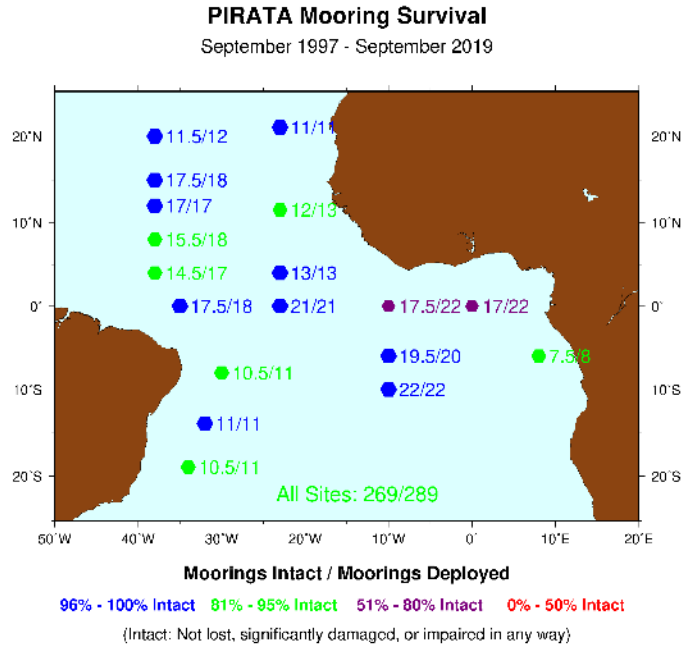 PIRATA Mooring Survival
September 1997 - September 2019
20˚N
11.5/12
11/11
20˚N
17.5/18
17/17
12/13
10˚N
10˚N
15.5/18
14.5/17
13/13
0˚
17.5/18
21/21
17.5/22
17/22
0˚
19.5/20
7.5/8
10.5/11
10˚S
22/22
10˚S
11/11
10.5/11
20˚S
20˚S
All Sites: 269/289
50˚W
40˚W
30˚W
20˚W
10˚W
0˚
10˚E
20˚E
Moorings Intact / Moorings Deployed
96% - 100% Intact 81% - 95% Intact 51% - 80% Intact 0% - 50% Intact
(Intact: Not lost, significantly damaged, or impaired in any way)